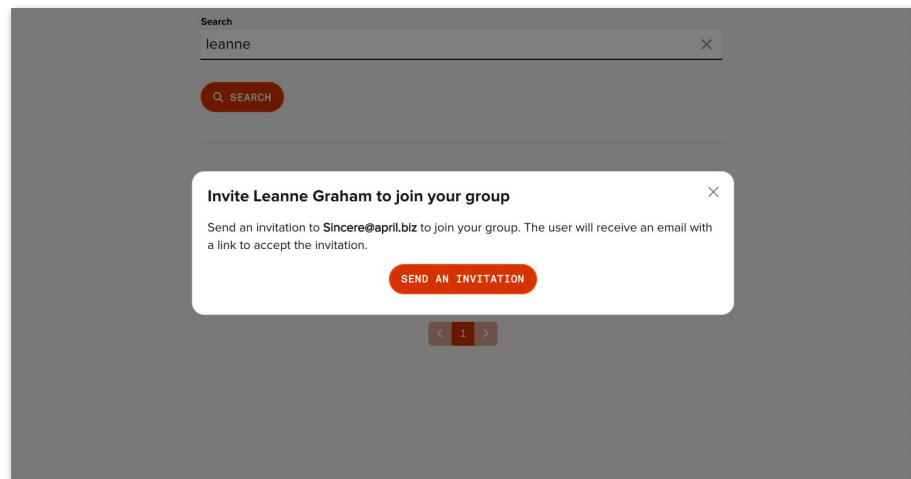 Search
leanne
SEARCH
Invite Leanne Graham to join your group
Send an invitation to Sincere@april.biz to join your group. The user will receive an email with
a link to accept the invitation.
SEND AN INVITATION
1